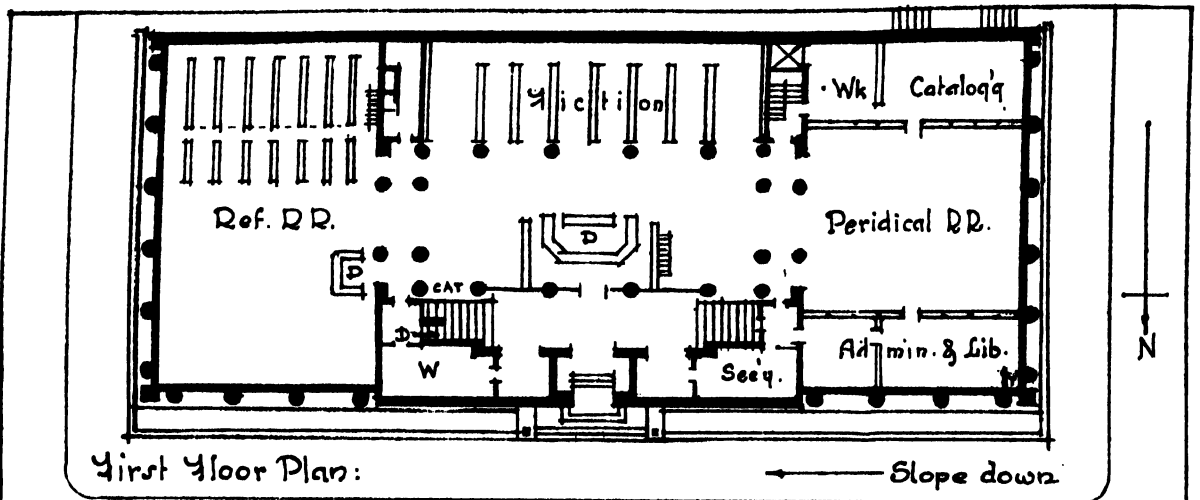 Wk
Catalog'g
Fiction
Ref. RR.
D
Peridical RR.
D
CAT
D
W
Sec'y.
Admin. & Lib.
N
First Floor Plan:
Slope down